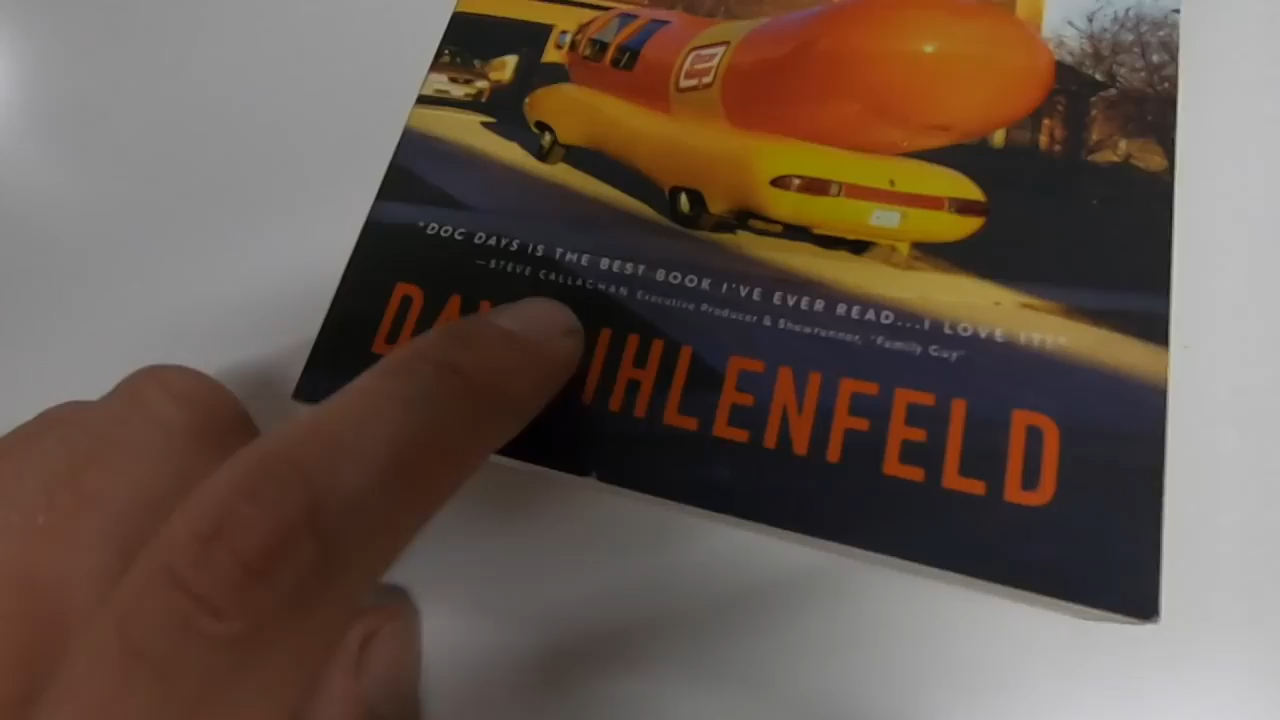 "DOG DAYS IS THE BEST BOOK I'VE EVER READ...I LOVE IT!"
—STEVE CALLAGHAN Executive Producer & Showrunner, "Family Guy"
IHLENFELD